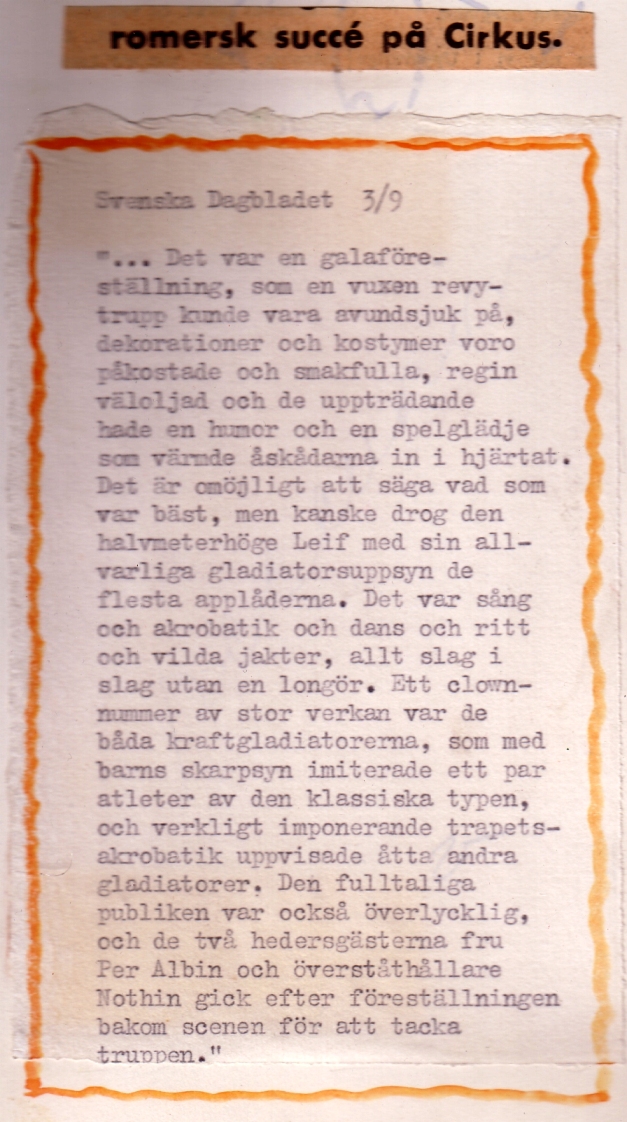 romersk succé på Cirkus.
Svenska Dagbladet 3/9
"... Det var en galaföre-
ställning, som en vuxen revy-
trupp kunde vara avundsjuk på,
dekorationer och kostymer voro
påkostade och smakfulla, regin
väloljad och de uppträdande
hade en humor och en spelglädje
som värmde åskådarna in i hjärtat.
Det är omöjligt att säga vad som
var bäst, men kanske drog den
halvmeterhöge Leif med sin all-
varliga gladiatorsuppsyn de
flesta applåderna. Det var sång
och akrobatik och dans och ritt
och vilda jakter, allt slag i
slag utan en longör. Ett clown-
nummer av stor verkan var de
båda kraftgladiatorerna, som med
barns skarpsyn imiterade ett par
atleter av den klassiska typen,
och verkligt imponerande trapets-
akrobatik uppvisade åtta andra
gladiatorer. Den fulltaliga
publiken var också överlycklig,
och de två hedersgästerna fru
Per Albin och överståthållare
Nothin gick efter föreställningen
bakom scenen för att tacka
truppen."